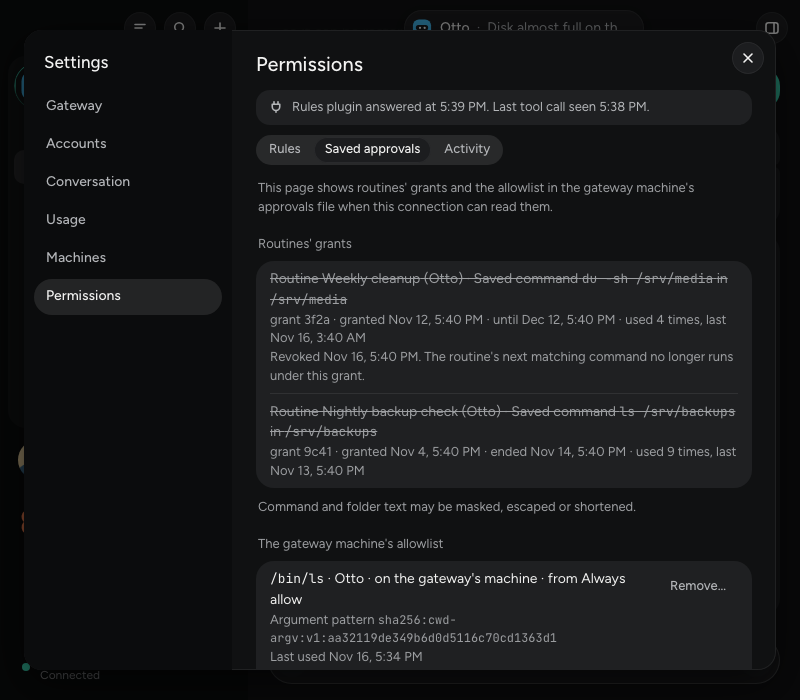 Otto · Disk almost full on th
Settings
Gateway
Accounts
Conversation
Usage
Machines
Permissions
Connected
Permissions
Rules plugin answered at 5:39 PM. Last tool call seen 5:38 PM.
Rules Saved approvals Activity
This page shows routines' grants and the allowlist in the gateway machine's
approvals file when this connection can read them.
Routines' grants
Routine Weekly cleanup (Otto) · Saved command du -sh /srv/media in
/srv/media
grant 3f2a · granted Nov 12, 5:40 PM · until Dec 12, 5:40 PM · used 4 times, last
Nov 16, 3:40 AM
Revoked Nov 16, 5:40 PM. The routine's next matching command no longer runs
under this grant.
Routine Nightly backup check (Otto) · Saved command ls /srv/backups
in /srv/backups
grant 9c41 · granted Nov 4, 5:40 PM · ended Nov 14, 5:40 PM · used 9 times, last
Nov 13, 5:40 PM
Command and folder text may be masked, escaped or shortened.
The gateway machine's allowlist
/bin/ls · Otto · on the gateway's machine · from Always
allow
Remove...
Argument pattern sha256:cwd-
argv:v1:aa32119de349b6d0d5116c70cd1363d1
Last used Nov 16, 5:34 PM